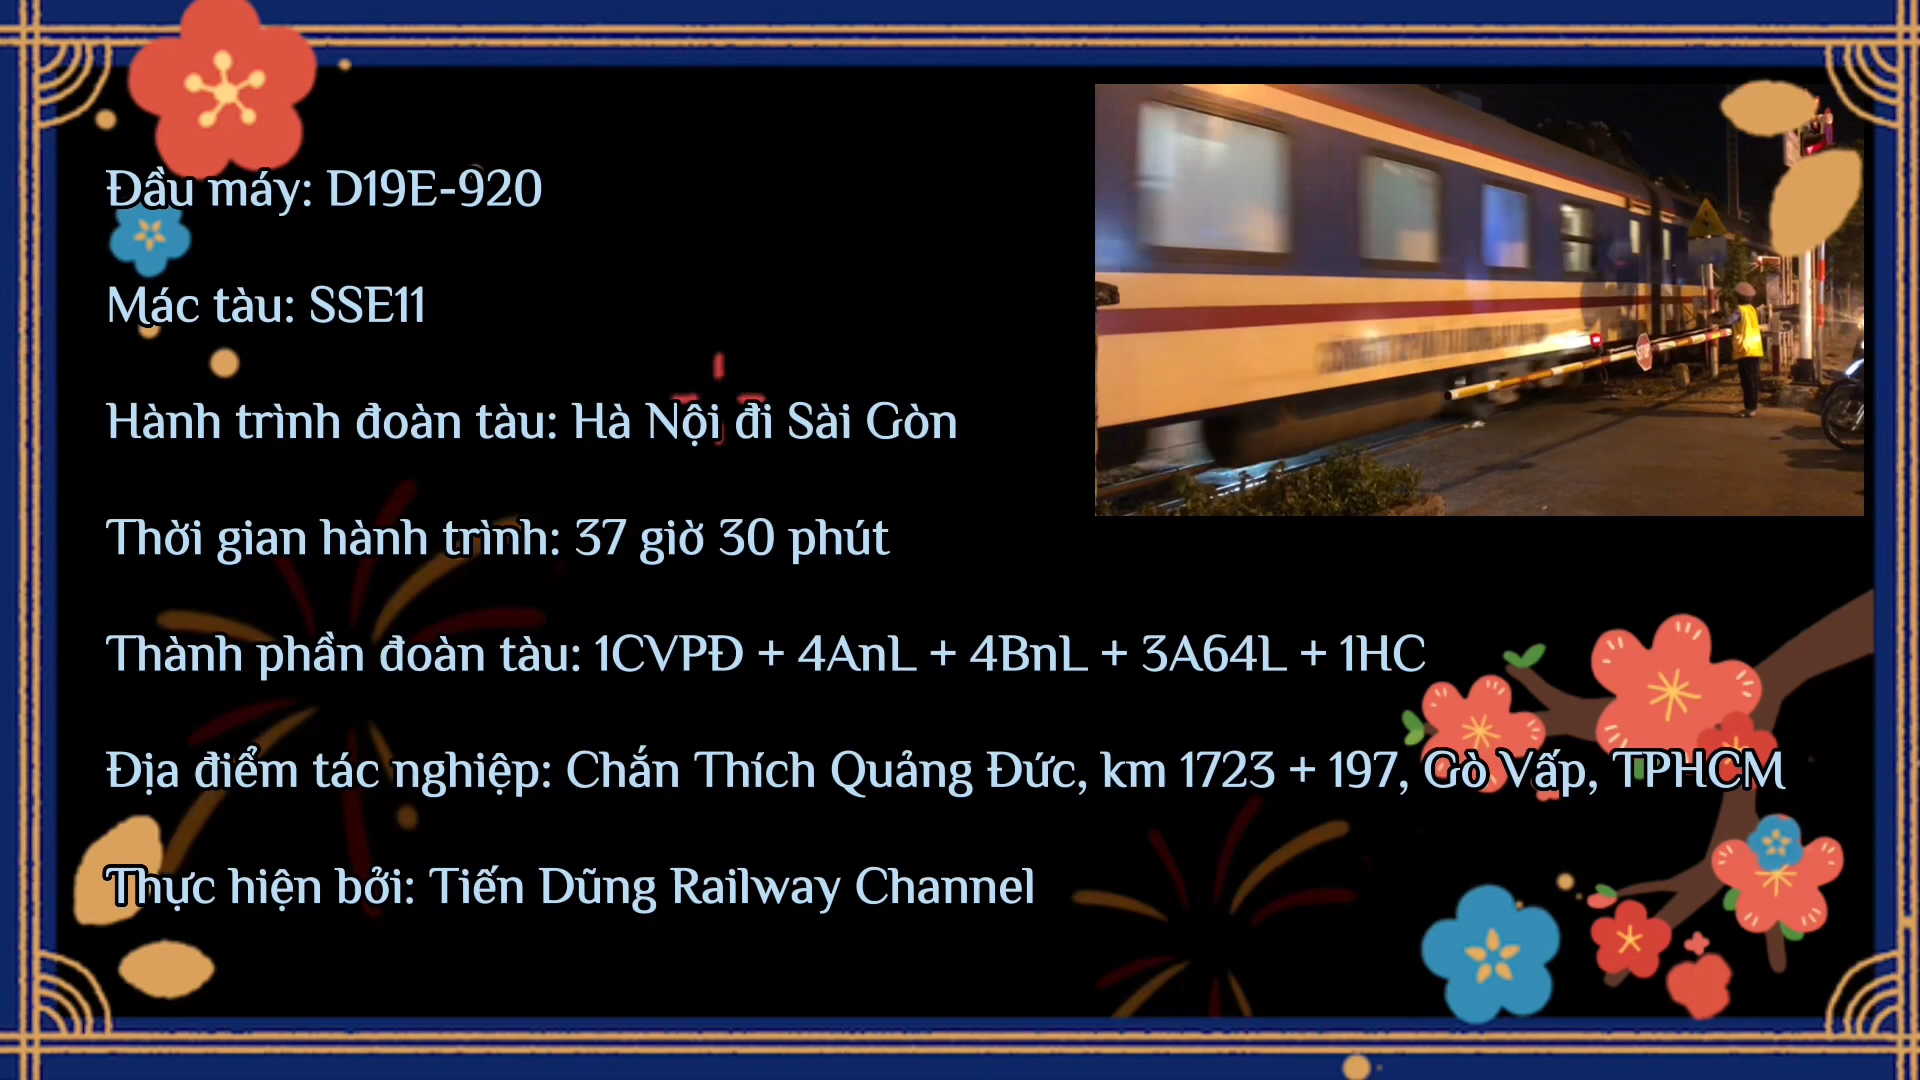 Đầu máy: D19E-920
Mác tàu: SSE11
Hành trình đoàn tàu: Hà Nội đi Sài Gòn
Thời gian hành trình: 37 giờ 30 phút
Thành phần đoàn tàu: 1CVPĐ + 4AnL + 4BnL + 3A64L + 1HC
Địa điểm tác nghiệp: Chắn Thích Quảng Đức, km 1723 + 197, Gò Vấp, TPHCM
Thực hiện bởi: Tiến Dũng Railway Channel